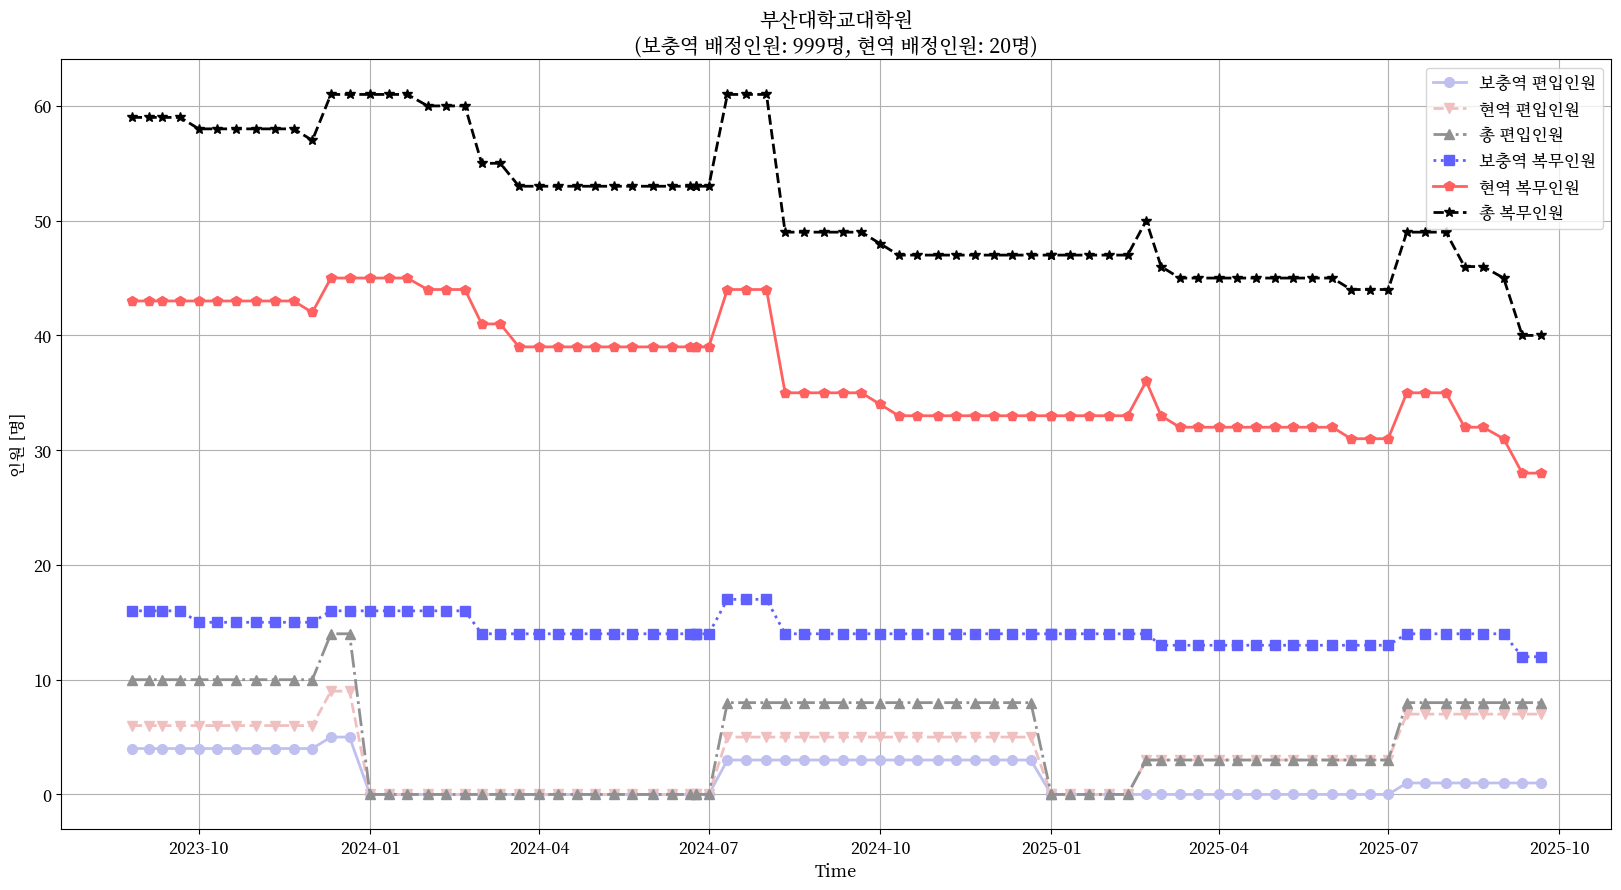 부산대학교대학원
(보충역 배정인원: 999명, 현역 배정인원: 20명)
보충역 편입인원
현역 편입인원
총 편입인원
보충역 복무인원
현역 복무인원
총 복무인원
인원 [명]
60
50
40
30
20
10
0
2023-10
2024-01
2024-04
2024-07
2024-10
2025-01
2025-04
2025-07
2025-10
Time